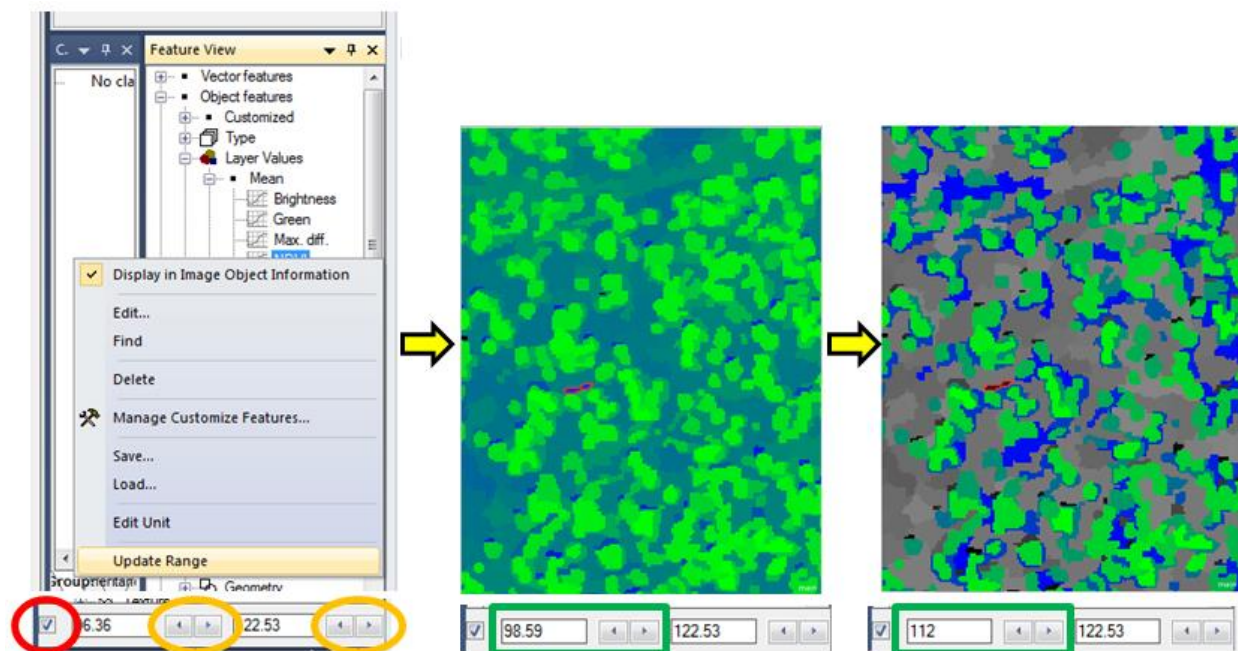 C.
Feature View
No cla
Vector features
Object features
Customized
Type
Layer Values
Mean
Brightness
Green
Max. diff.
Display in Image Object Information
Edit...
Find
Delete
Manage Customize Features...
Save...
Load...
Edit Unit
Update Range
Geometry
6.36 22.53
98.59 122.53
112 122.53